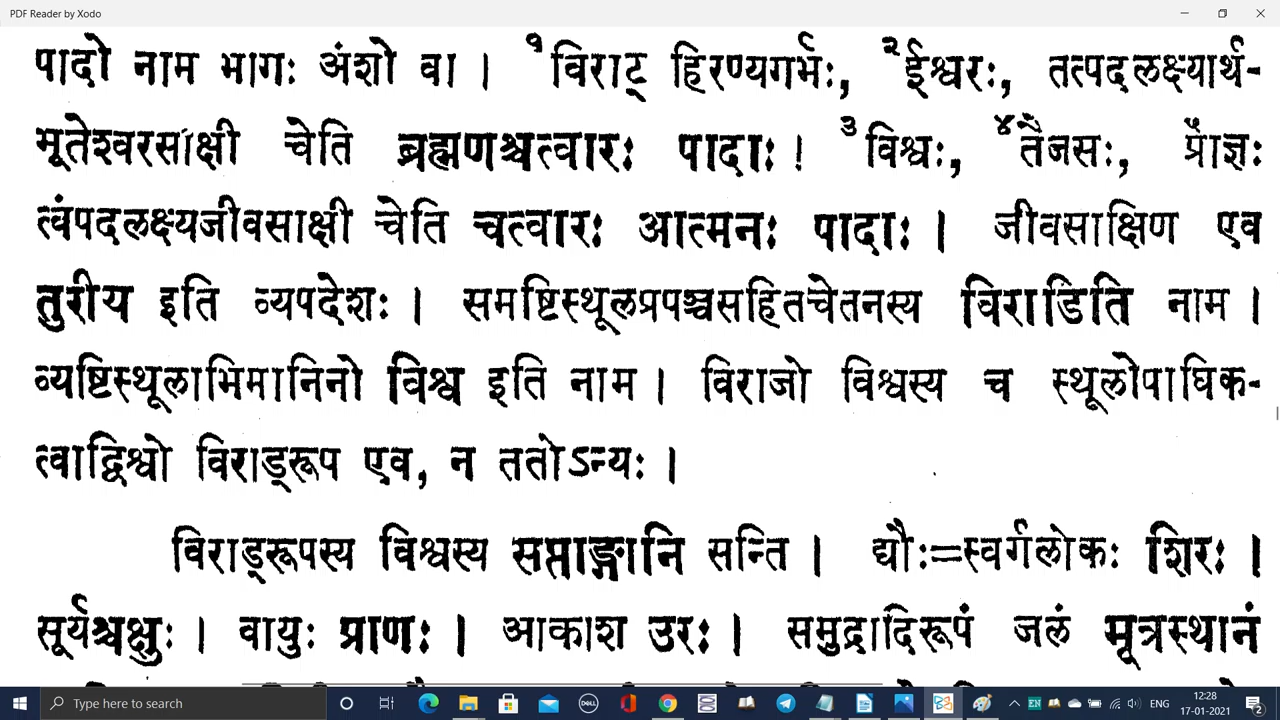 PDF Reader by Xodo
पादो नाम भागः अंशो वा । १विराट् हिरण्यगर्भः, २ईश्वरः, तत्पदलक्ष्यार्थ-
मूतेश्वरसाक्षी चेति ब्रह्मणश्चत्वारः पादाः । ३विश्वः, ४तैजसः, ५प्राज्ञः
त्वंपदलक्ष्यजीवसाक्षी चेति चत्वारः आत्मनः पादाः । जीवसाक्षिण एव
तुरीय इति व्यपदेशः । समष्टिस्थूलप्रपञ्चसहितचेतनस्य विराडिति नाम ।
व्यष्टिस्थूलाभिमानिनो विश्व इति नाम । विराजो विश्वस्य च स्थूलोपाघिक-
त्वाद्विश्वो विराड्रूप एव, न ततोऽन्यः ।
विराड्रूपस्य विश्वस्य सप्ताङ्गानि सन्ति । द्यौः=स्वर्गलोकः शिरः ।
सूर्यश्चक्षुः । वायुः प्राणः । आकाश उरः । समुद्रादिरूपं जलं मूत्रस्थानं
Type here to search
ENG
12:28
17-01-2021
2